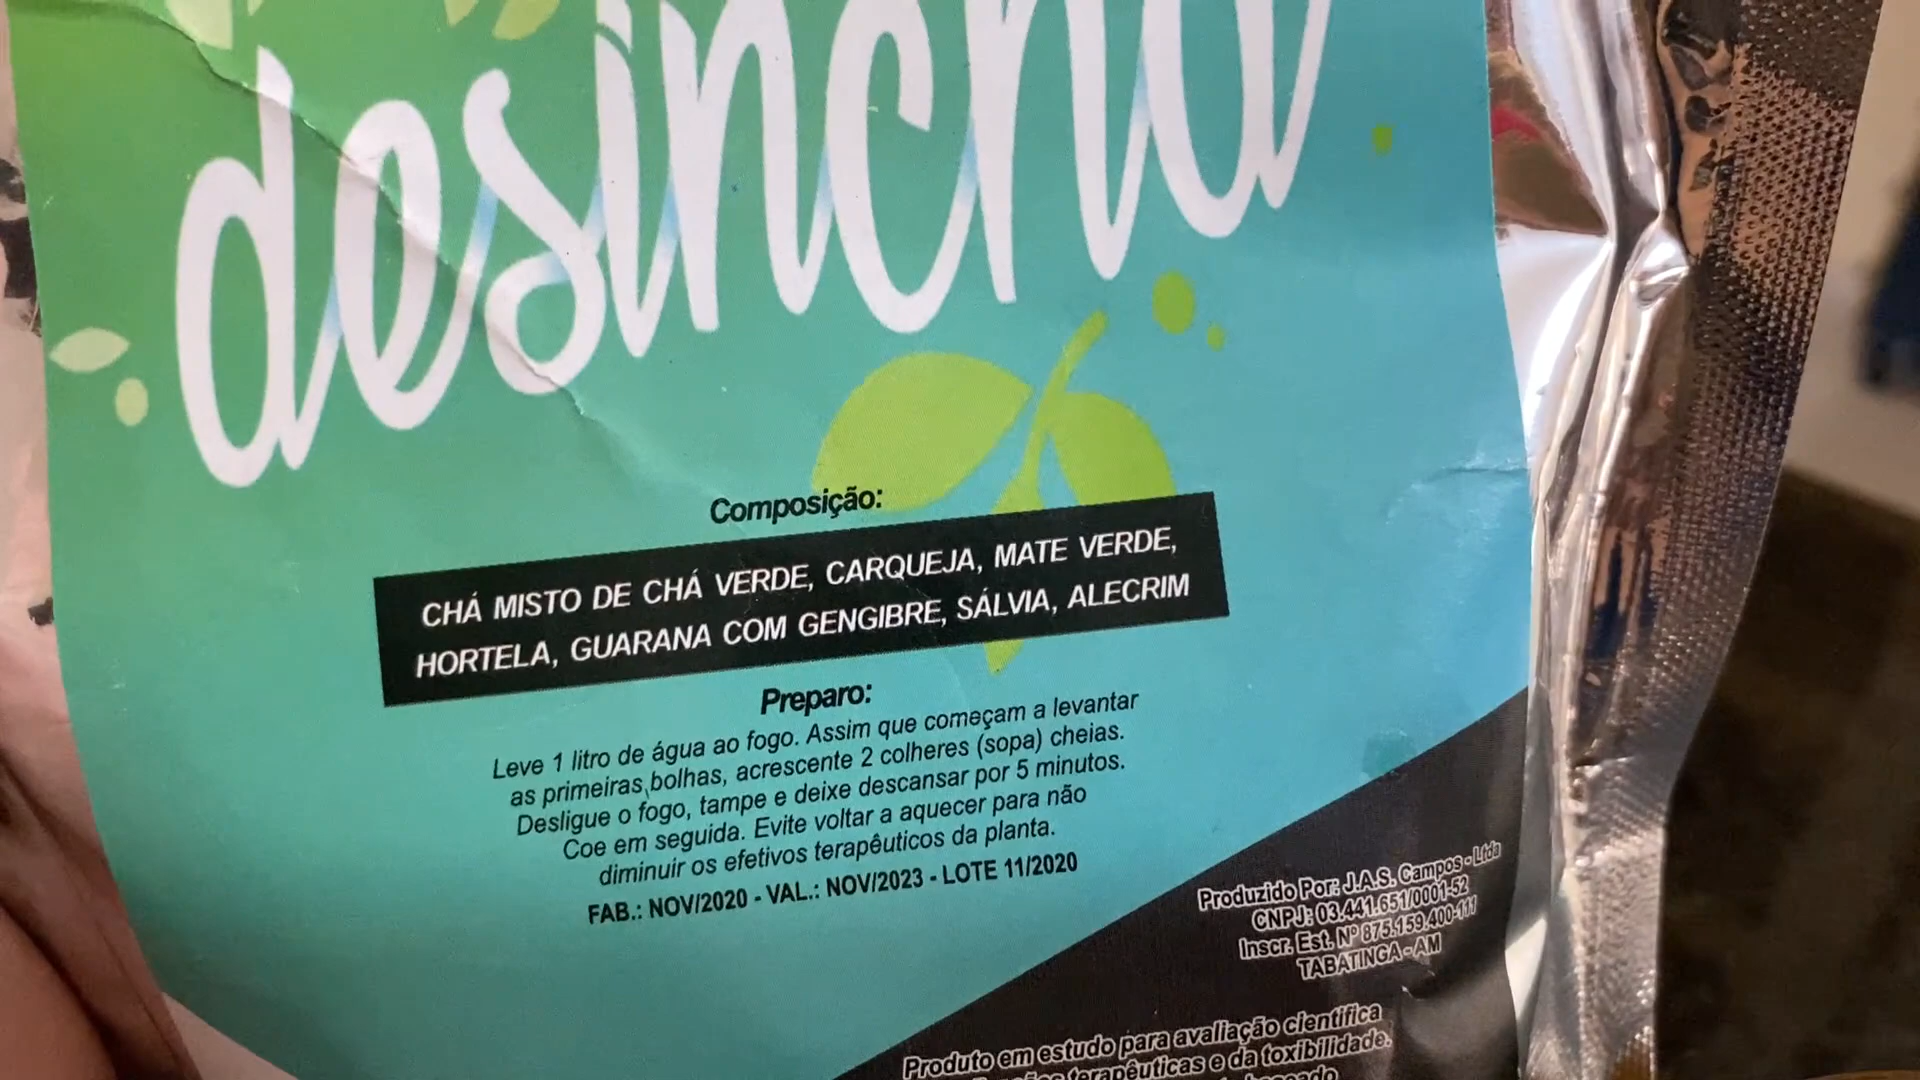 desincha
Composição:
CHÁ MISTO DE CHÁ VERDE, CARQUEJA, MATE VERDE,
HORTELA, GUARANA COM GENGIBRE, SÁLVIA, ALECRIM
Preparo:
Leve 1 litro de água ao fogo. Assim que começam a levantar
as primeiras bolhas, acrescente 2 colheres (sopa) cheias.
Desligue o fogo, tampe e deixe descansar por 5 minutos.
Coe em seguida. Evite voltar a aquecer para não
diminuir os efetivos terapêuticos da planta.
FAB.: NOV/2020 - VAL.: NOV/2023 - LOTE 11/2020
Produzido Por: J.A.S. Campos - Ltda
CNPJ: 03.441.651/0001-52
Inscr. Est. Nº 875.159.400-111
TABATINGA - AM
Produto em estudo para avaliação cientifica
terapêuticas e da toxibilidade.